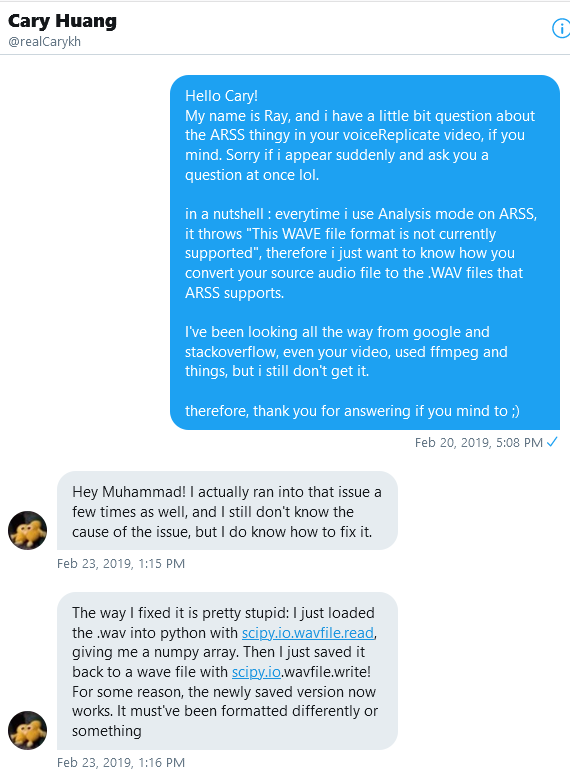 Cary Huang
@realCarykh
Hello Cary!
My name is Ray, and i have a little bit question about
the ARSS thingy in your voiceReplicate video, if you
mind. Sorry if i appear suddenly and ask you a
question at once lol.
in a nutshell : everytime i use Analysis mode on ARSS,
it throws "This WAVE file format is not currently
supported", therefore i just want to know how you
convert your source audio file to the .WAV files that
ARSS supports.
I've been looking all the way from google and
stackoverflow, even your video, used ffmpeg and
things, but i still don't get it.
therefore, thank you for answering if you mind to ;)
Feb 20, 2019, 5:08 PM
Hey Muhammad! I actually ran into that issue a
few times as well, and I still don't know the
cause of the issue, but I do know how to fix it.
Feb 23, 2019, 1:15 PM
The way I fixed it is pretty stupid: I just loaded
the .wav into python with scipy.io.wavfile.read,
giving me a numpy array. Then I just saved it
back to a wave file with scipy.io.wavfile.write!
For some reason, the newly saved version now
works. It must've been formatted differently or
something
Feb 23, 2019, 1:16 PM